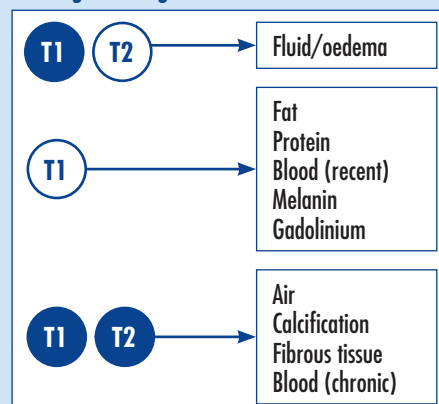 T1 T2 Fluid/oedema
Fat
Protein
T1 Blood (recent)
Melanin
Gadolinium
Air
T1 T2 Calcification
Fibrous tissue
Blood (chronic)